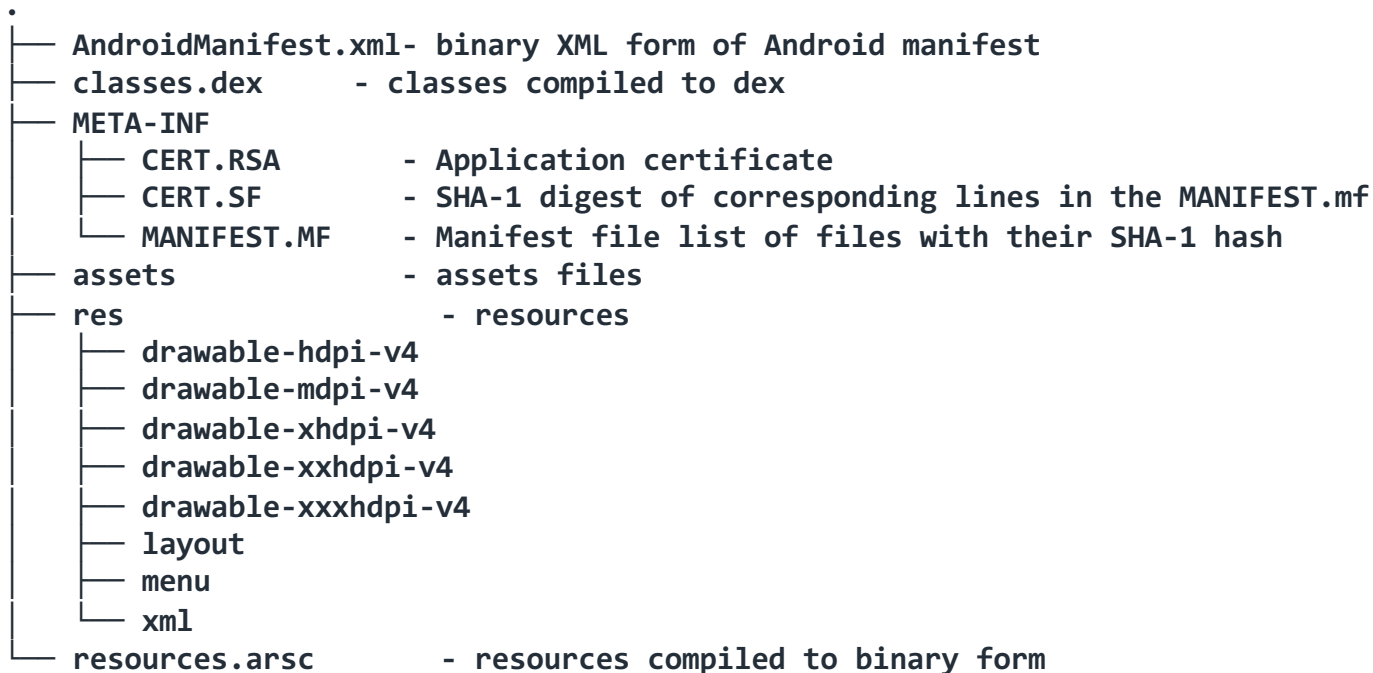 .
├── AndroidManifest.xml- binary XML form of Android manifest
├── classes.dex     - classes compiled to dex
├── META-INF
│   ├── CERT.RSA       - Application certificate
│   ├── CERT.SF        - SHA-1 digest of corresponding lines in the MANIFEST.mf
│   └── MANIFEST.MF    - Manifest file list of files with their SHA-1 hash
├── assets             - assets files
├── res                  - resources
│   ├── drawable-hdpi-v4
│   ├── drawable-mdpi-v4
│   ├── drawable-xhdpi-v4
│   ├── drawable-xxhdpi-v4
│   ├── drawable-xxxhdpi-v4
│   ├── layout
│   ├── menu
│   └── xml
└── resources.arsc       - resources compiled to binary form